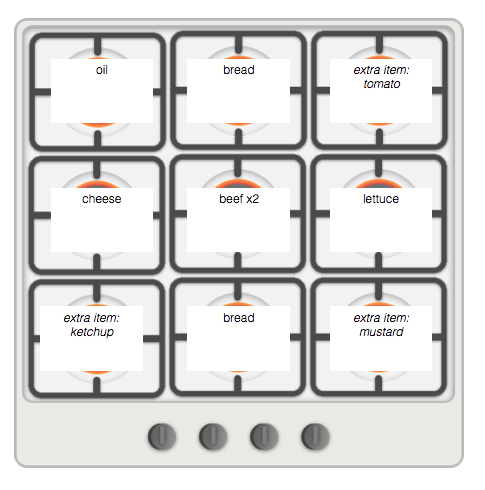 oil
bread
extra item:
tomato
cheese
beef x2
lettuce
extra item:
ketchup
bread
extra item:
mustard